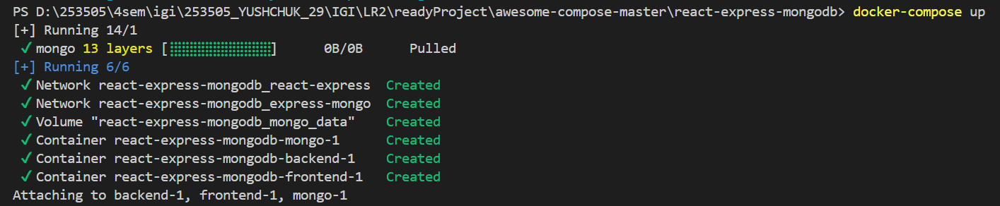 PS D:\253505\4sem\igi\253505_YUSHCHUK_29\IGI\LR2\readyProject\awesome-compose-master\react-express-mongodb> docker-compose up
[+] Running 14/1
✓ mongo 13 layers [⣿⣿⣿⣿⣿⣿⣿⣿⣿⣿⣿⣿⣿] 0B/0B Pulled
[+] Running 6/6
✓ Network react-express-mongodb_react-express Created
✓ Network react-express-mongodb_express-mongo Created
✓ Volume "react-express-mongodb_mongo_data" Created
✓ Container react-express-mongodb-mongo-1 Created
✓ Container react-express-mongodb-backend-1 Created
✓ Container react-express-mongodb-frontend-1 Created
Attaching to backend-1, frontend-1, mongo-1